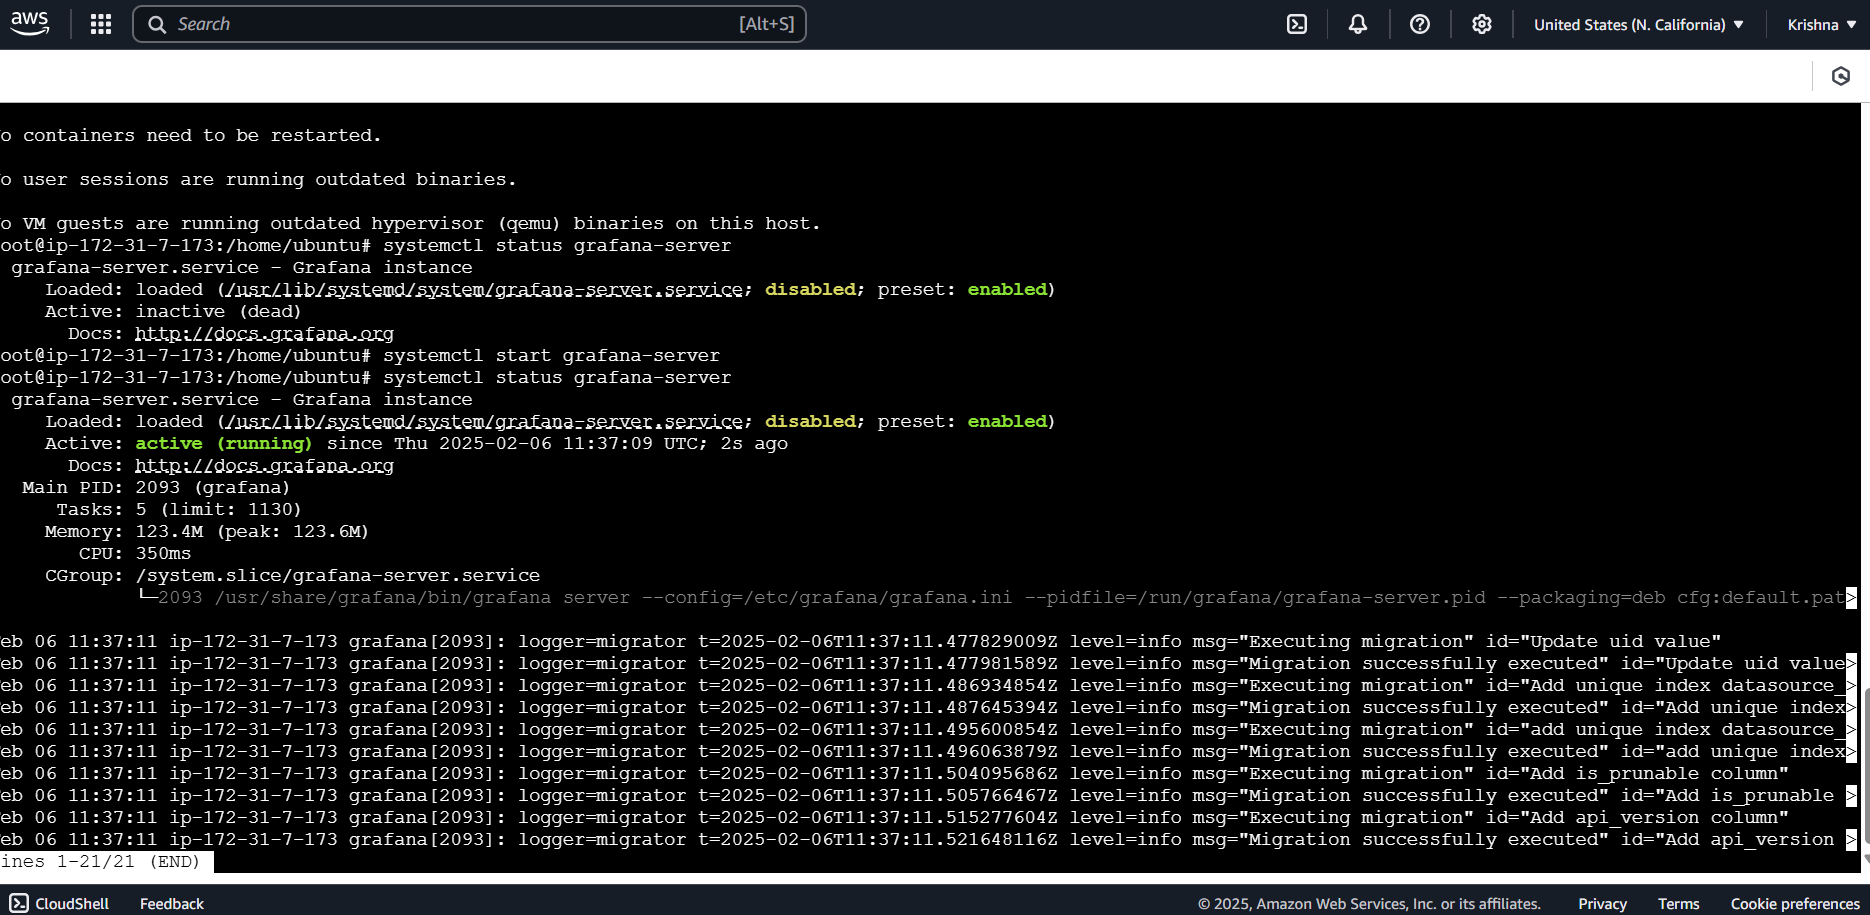 aws
Search [Alt+S]
United States (N. California)
Krishna
o containers need to be restarted.
o user sessions are running outdated binaries.
o VM guests are running outdated hypervisor (qemu) binaries on this host.
oot@ip-172-31-7-173:/home/ubuntu# systemctl status grafana-server
grafana-server.service - Grafana instance
Loaded: loaded (/usr/lib/systemd/system/grafana-server.service; disabled; preset: enabled)
Active: inactive (dead)
Docs: http://docs.grafana.org
oot@ip-172-31-7-173:/home/ubuntu# systemctl start grafana-server
oot@ip-172-31-7-173:/home/ubuntu# systemctl status grafana-server
grafana-server.service - Grafana instance
Loaded: loaded (/usr/lib/systemd/system/grafana-server.service; disabled; preset: enabled)
Active: active (running) since Thu 2025-02-06 11:37:09 UTC; 2s ago
Docs: http://docs.grafana.org
Main PID: 2093 (grafana)
Tasks: 5 (limit: 1130)
Memory: 123.4M (peak: 123.6M)
CPU: 350ms
CGroup: /system.slice/grafana-server.service
└─2093 /usr/share/grafana/bin/grafana server --config=/etc/grafana/grafana.ini --pidfile=/run/grafana/grafana-server.pid --packaging=deb cfg:default.pat>
eb 06 11:37:11 ip-172-31-7-173 grafana[2093]: logger=migrator t=2025-02-06T11:37:11.477829009Z level=info msg="Executing migration" id="Update uid value"
eb 06 11:37:11 ip-172-31-7-173 grafana[2093]: logger=migrator t=2025-02-06T11:37:11.477981589Z level=info msg="Migration successfully executed" id="Update uid value>
eb 06 11:37:11 ip-172-31-7-173 grafana[2093]: logger=migrator t=2025-02-06T11:37:11.486934854Z level=info msg="Executing migration" id="Add unique index datasource_>
eb 06 11:37:11 ip-172-31-7-173 grafana[2093]: logger=migrator t=2025-02-06T11:37:11.487645394Z level=info msg="Migration successfully executed" id="Add unique index>
eb 06 11:37:11 ip-172-31-7-173 grafana[2093]: logger=migrator t=2025-02-06T11:37:11.495600854Z level=info msg="Executing migration" id="add unique index datasource_>
eb 06 11:37:11 ip-172-31-7-173 grafana[2093]: logger=migrator t=2025-02-06T11:37:11.496063879Z level=info msg="Migration successfully executed" id="add unique index>
eb 06 11:37:11 ip-172-31-7-173 grafana[2093]: logger=migrator t=2025-02-06T11:37:11.504095686Z level=info msg="Executing migration" id="Add is_prunable column"
eb 06 11:37:11 ip-172-31-7-173 grafana[2093]: logger=migrator t=2025-02-06T11:37:11.505766467Z level=info msg="Migration successfully executed" id="Add is_prunable >
eb 06 11:37:11 ip-172-31-7-173 grafana[2093]: logger=migrator t=2025-02-06T11:37:11.515277604Z level=info msg="Executing migration" id="Add api_version column"
eb 06 11:37:11 ip-172-31-7-173 grafana[2093]: logger=migrator t=2025-02-06T11:37:11.521648116Z level=info msg="Migration successfully executed" id="Add api_version >
ines 1-21/21 (END)
CloudShell Feedback © 2025, Amazon Web Services, Inc. or its affiliates. Privacy Terms Cookie preferences